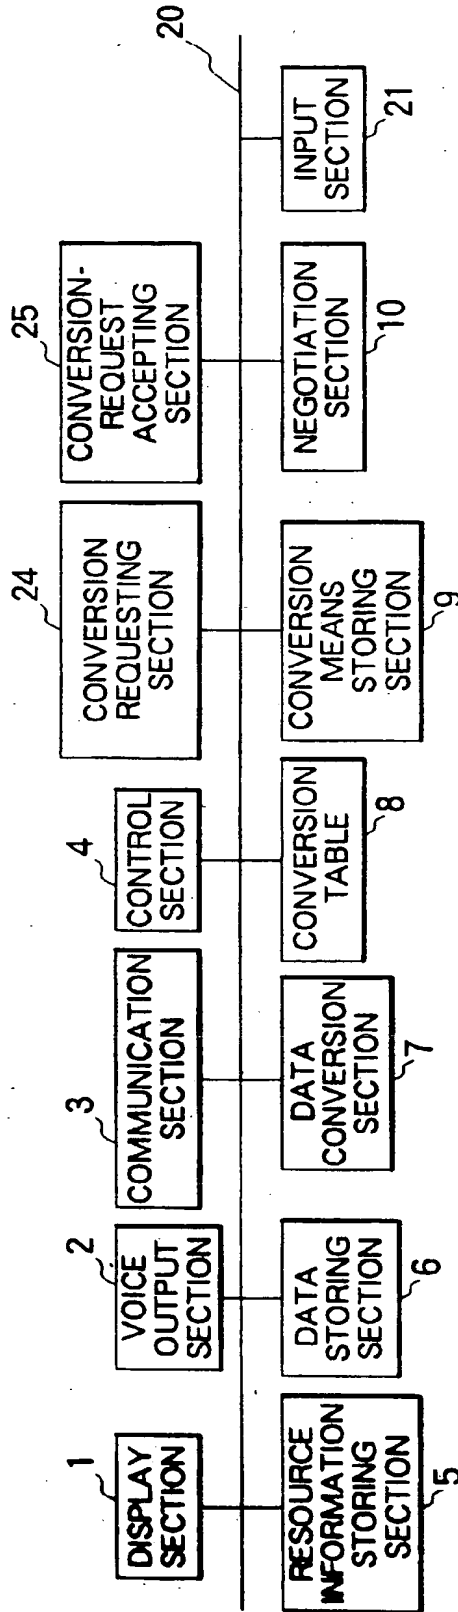 1
DISPLAY
SECTION
2
VOICE
OUTPUT
SECTION
3
COMMUNICATION
SECTION
4
CONTROL
SECTION
24
CONVERSION
REQUESTING
SECTION
25
CONVERSION-
REQUEST
ACCEPTING
SECTION
20
RESOURCE
INFORMATION
STORING
SECTION
5
DATA
STORING
SECTION
6
DATA
CONVERSION
SECTION
7
CONVERSION
TABLE
8
CONVERSION
MEANS
STORING
SECTION
9
NEGOTIATION
SECTION
10
INPUT
SECTION
21